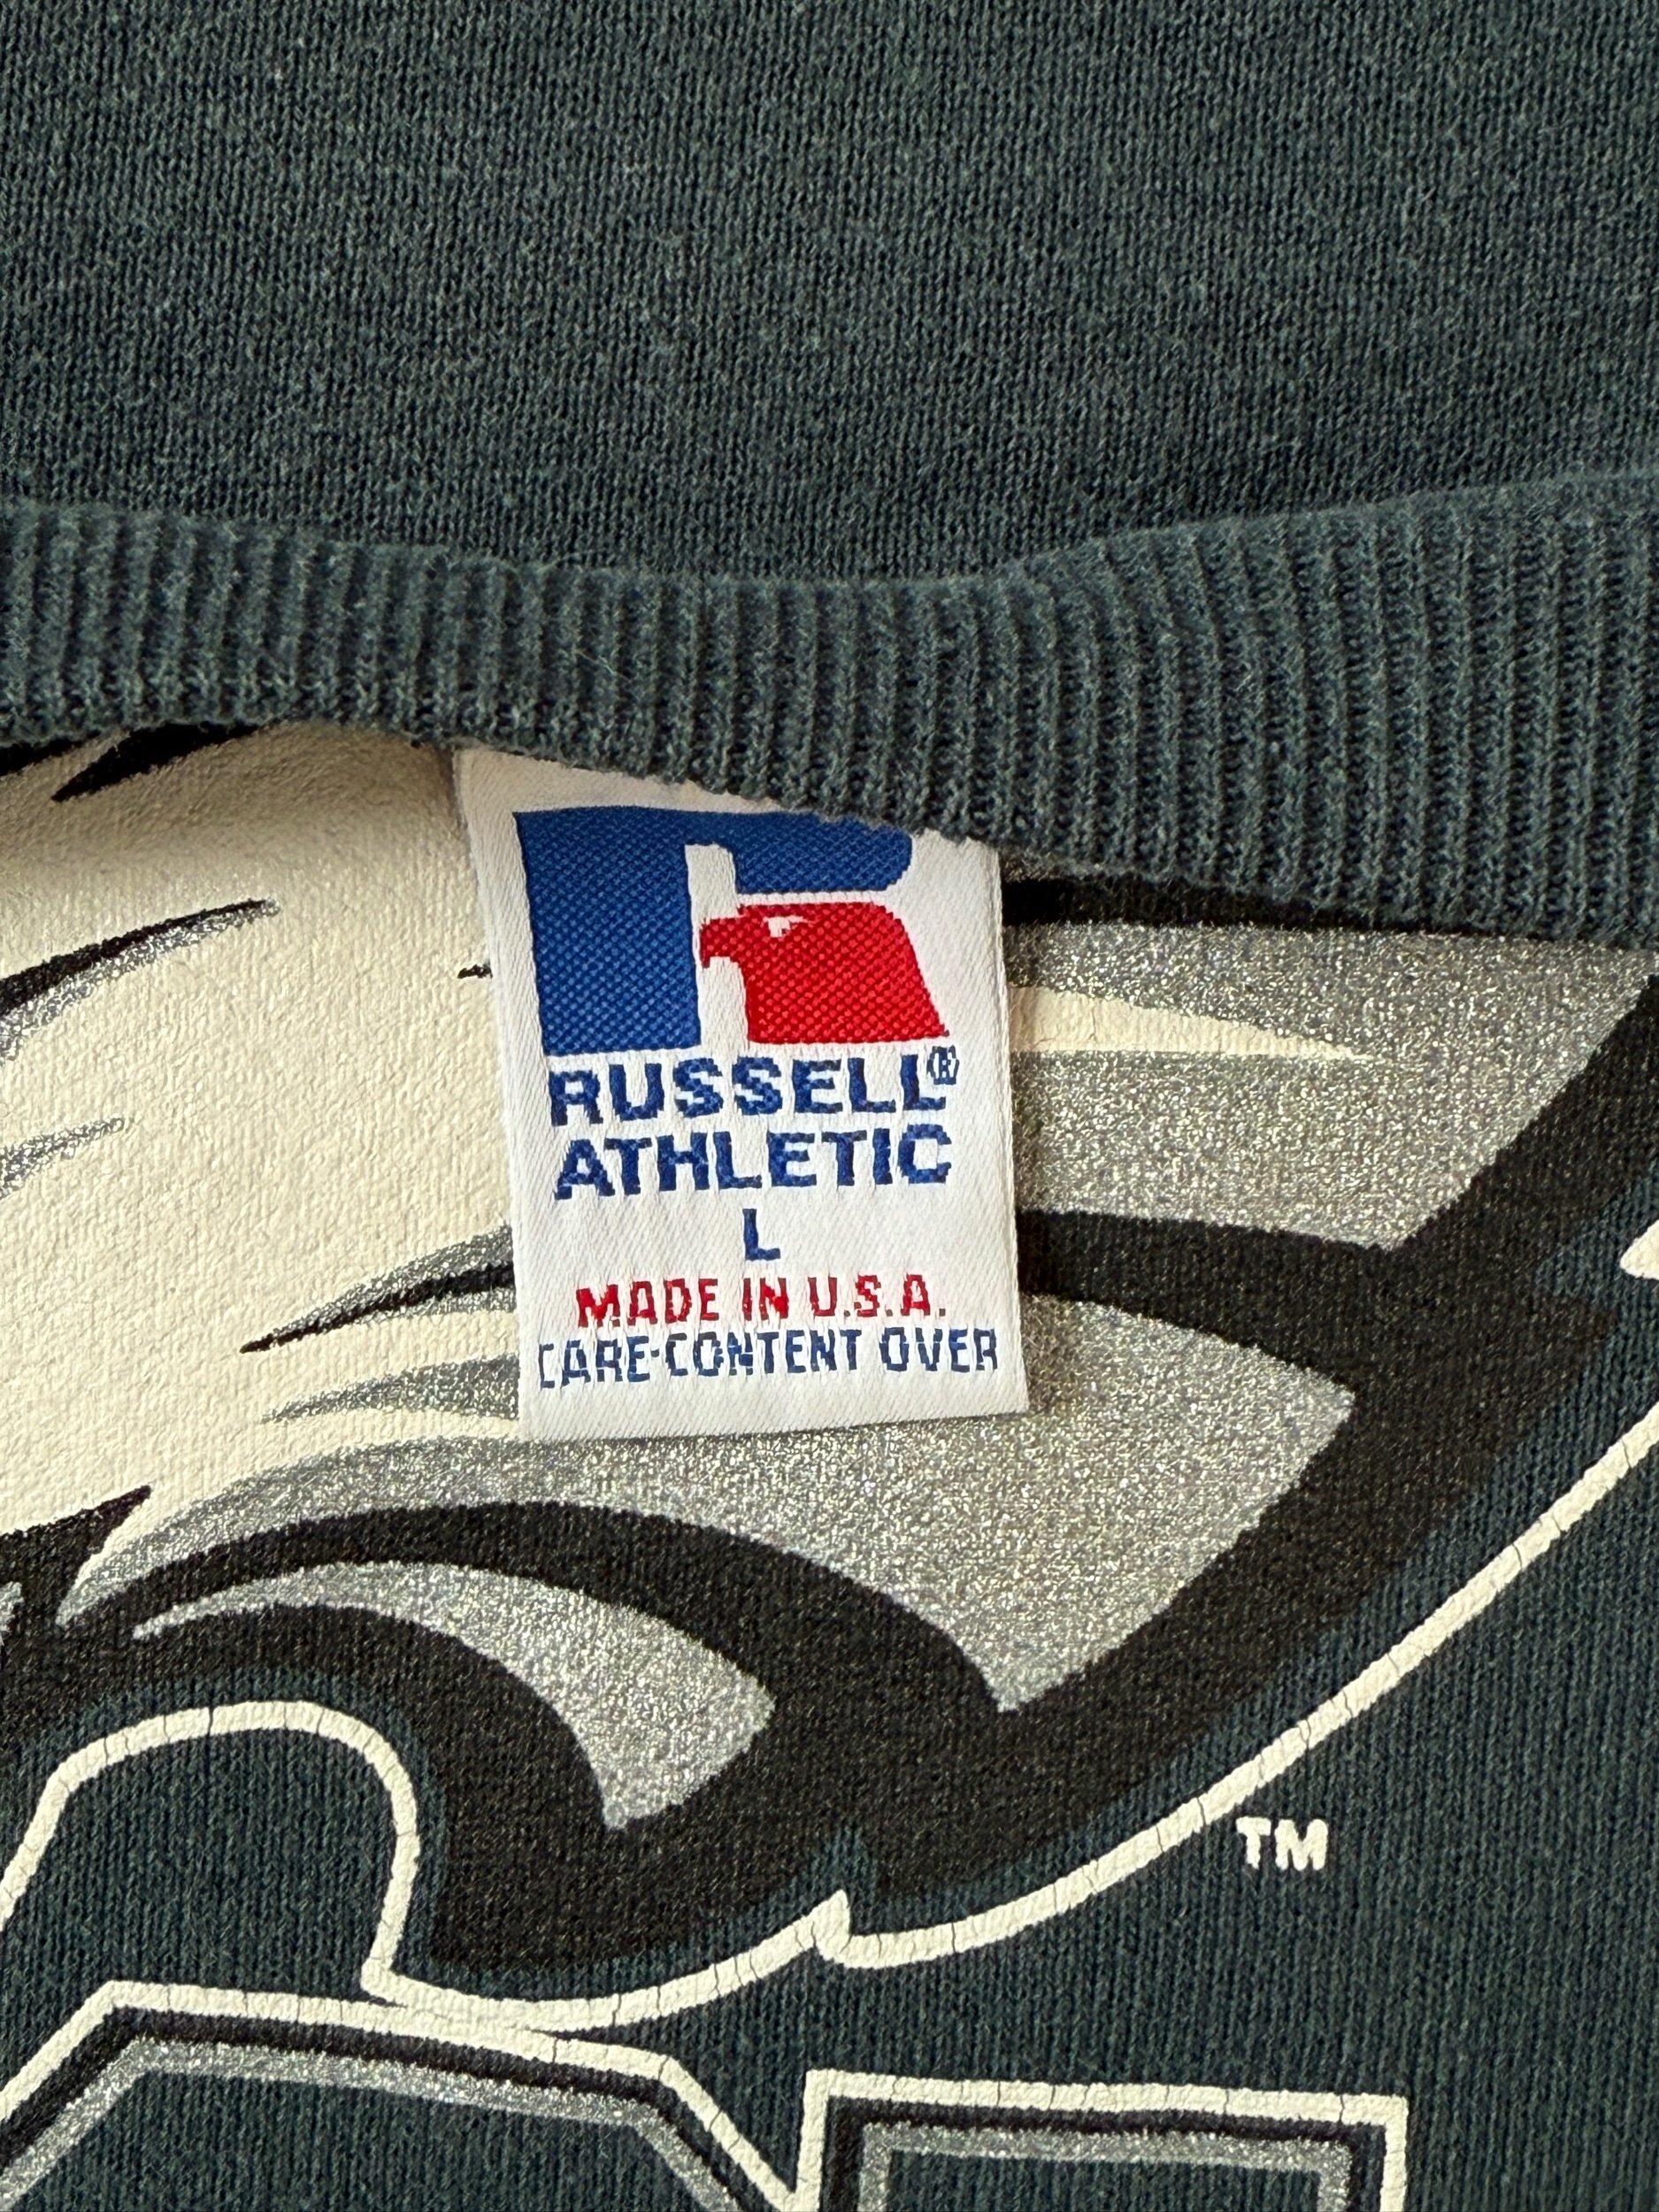 RUSSELL®
ATHLETIC
L
MADE IN U.S.A.
CARE-CONTENT OVER
TM